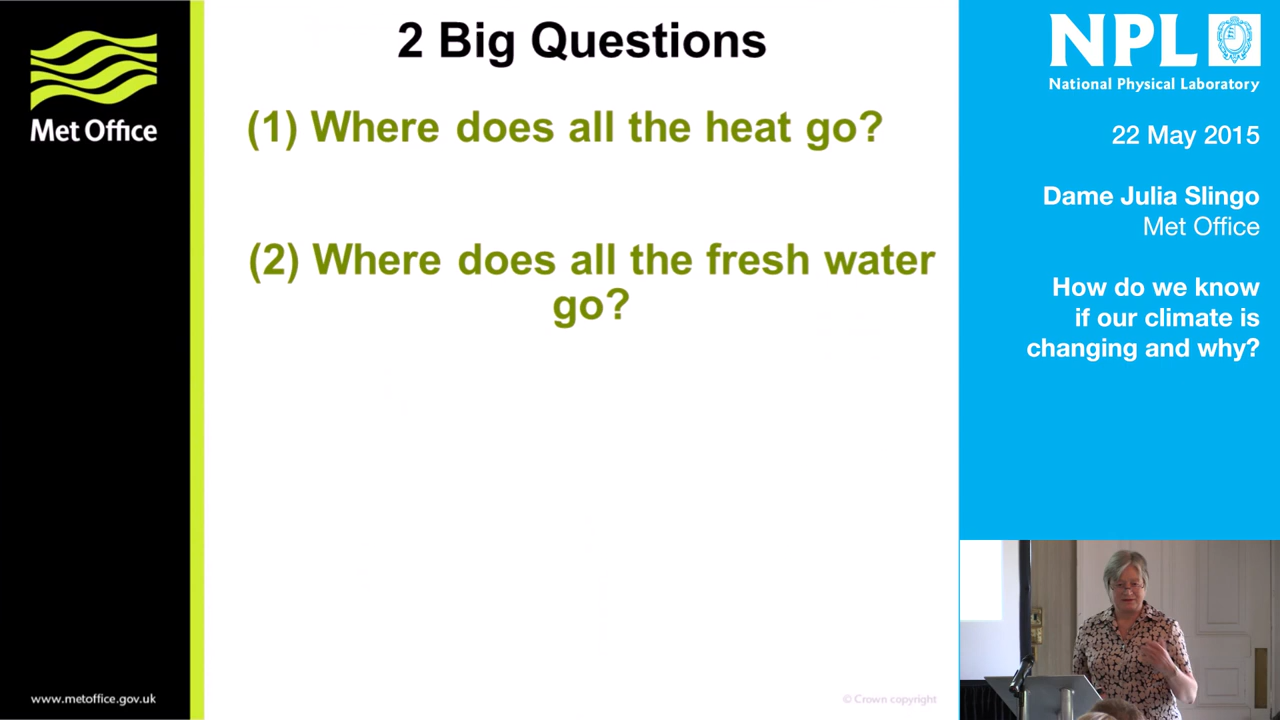 Met Office
2 Big Questions
(1) Where does all the heat go?
(2) Where does all the fresh water
go?
www.metoffice.gov.uk
© Crown copyright
NPL
National Physical Laboratory
22 May 2015
Dame Julia Slingo
Met Office
How do we know
if our climate is
changing and why?